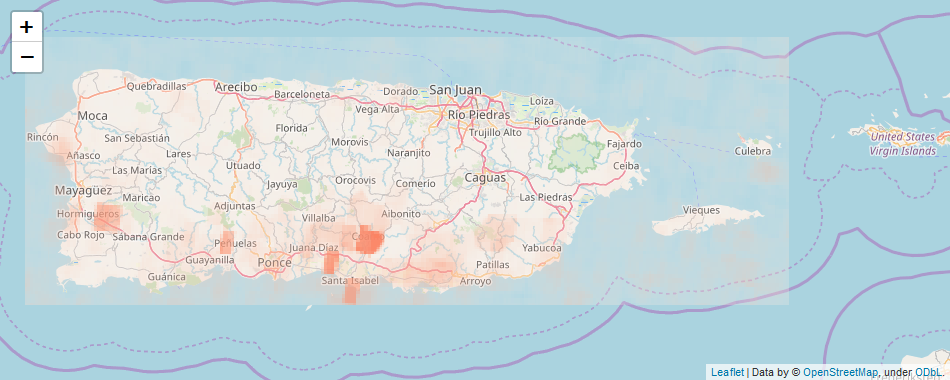 +
−
Quebradillas
Arecibo
Barceloneta
Dorado
San Juan
Loíza
Moca
Vega Alta
Río Piedras
Río Grande
Rincón
San Sebastián
Florida
Morovis
Trujillo Alto
Fajardo
Añasco
Lares
Utuado
Naranjito
Ceiba
Culebra
United States
Virgin Islands
Las Marías
Mayagüez
Maricao
Jayuya
Orocovis
Comerío
Caguas
Las Piedras
Hormigueros
Adjuntas
Villalba
Aibonito
Vieques
Cabo Rojo
Sábana Grande
Peñuelas
Juana Díaz
Yabucoa
Guayanilla
Ponce
Patillas
Guánica
Santa Isabel
Arroyo
Leaflet | Data by © OpenStreetMap, under ODbL.